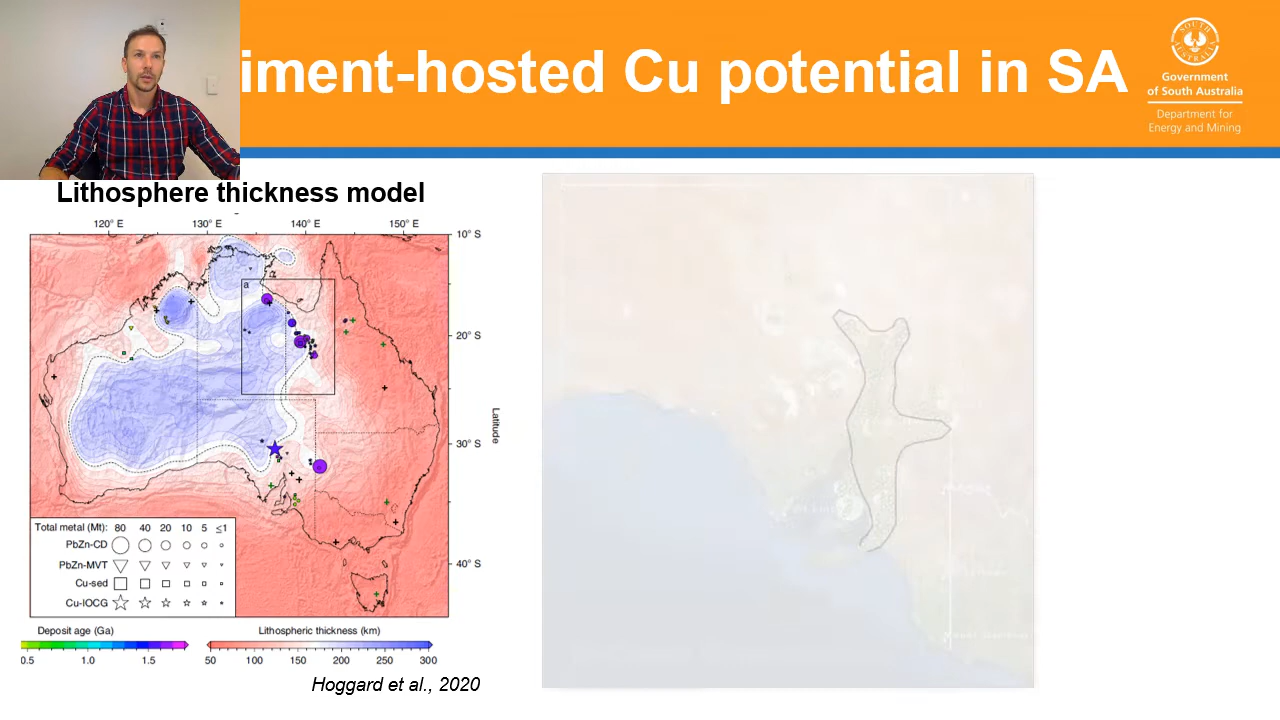 iment-hosted Cu potential in SA
SOUTH AUSTRALIA
Government
of South Australia
Department for
Energy and Mining
Lithosphere thickness model
120° E 130° E 140° E 150° E
10° S
20° S
30° S
40° S
Latitude
a
Total metal (Mt): 80 40 20 10 5 ≤1
PbZn-CD
PbZn-MVT
Cu-sed
Cu-IOCG
Deposit age (Ga)
0.5 1.0 1.5
Lithospheric thickness (km)
50 100 150 200 250 300
Hoggard et al., 2020